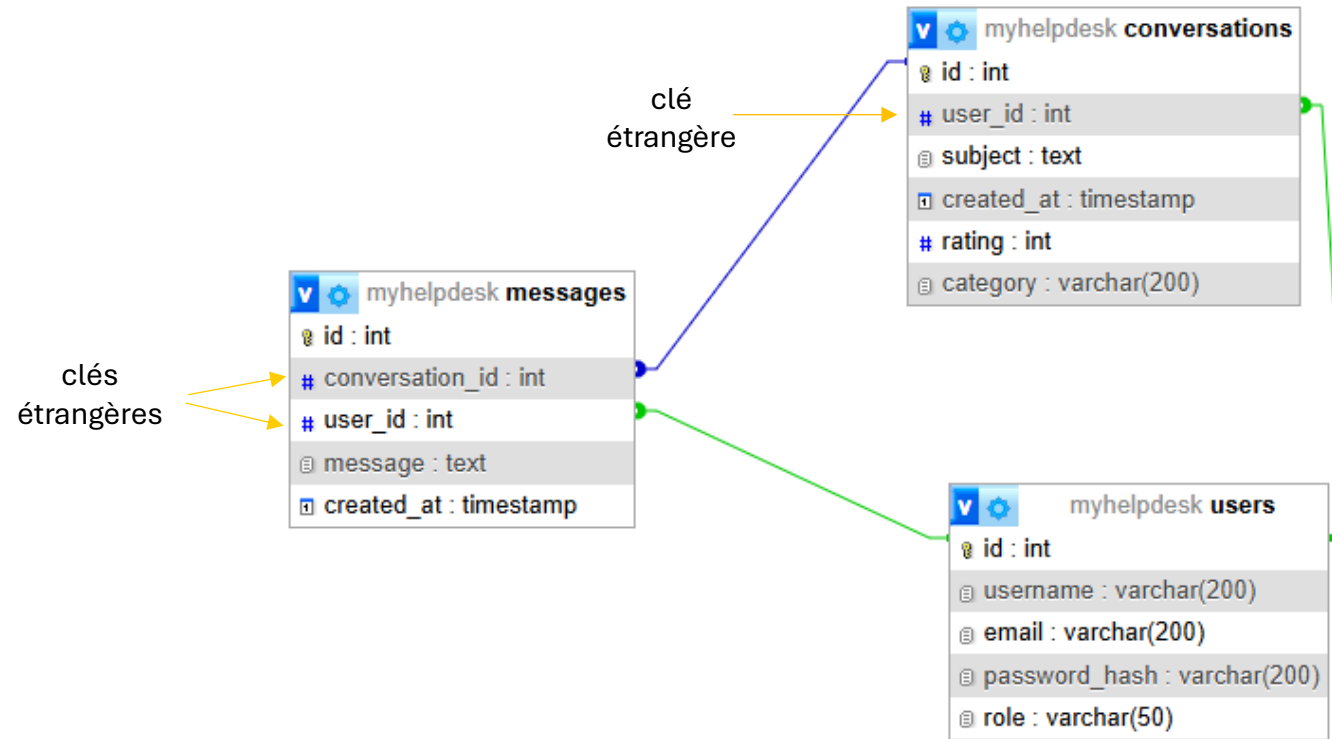 myhelpdesk conversations
id : int
user_id : int
subject : text
created_at : timestamp
rating : int
category : varchar(200)
clé
étrangère
myhelpdesk messages
id : int
conversation_id : int
user_id : int
message : text
created_at : timestamp
clés
étrangères
myhelpdesk users
id : int
username : varchar(200)
email : varchar(200)
password_hash : varchar(200)
role : varchar(50)